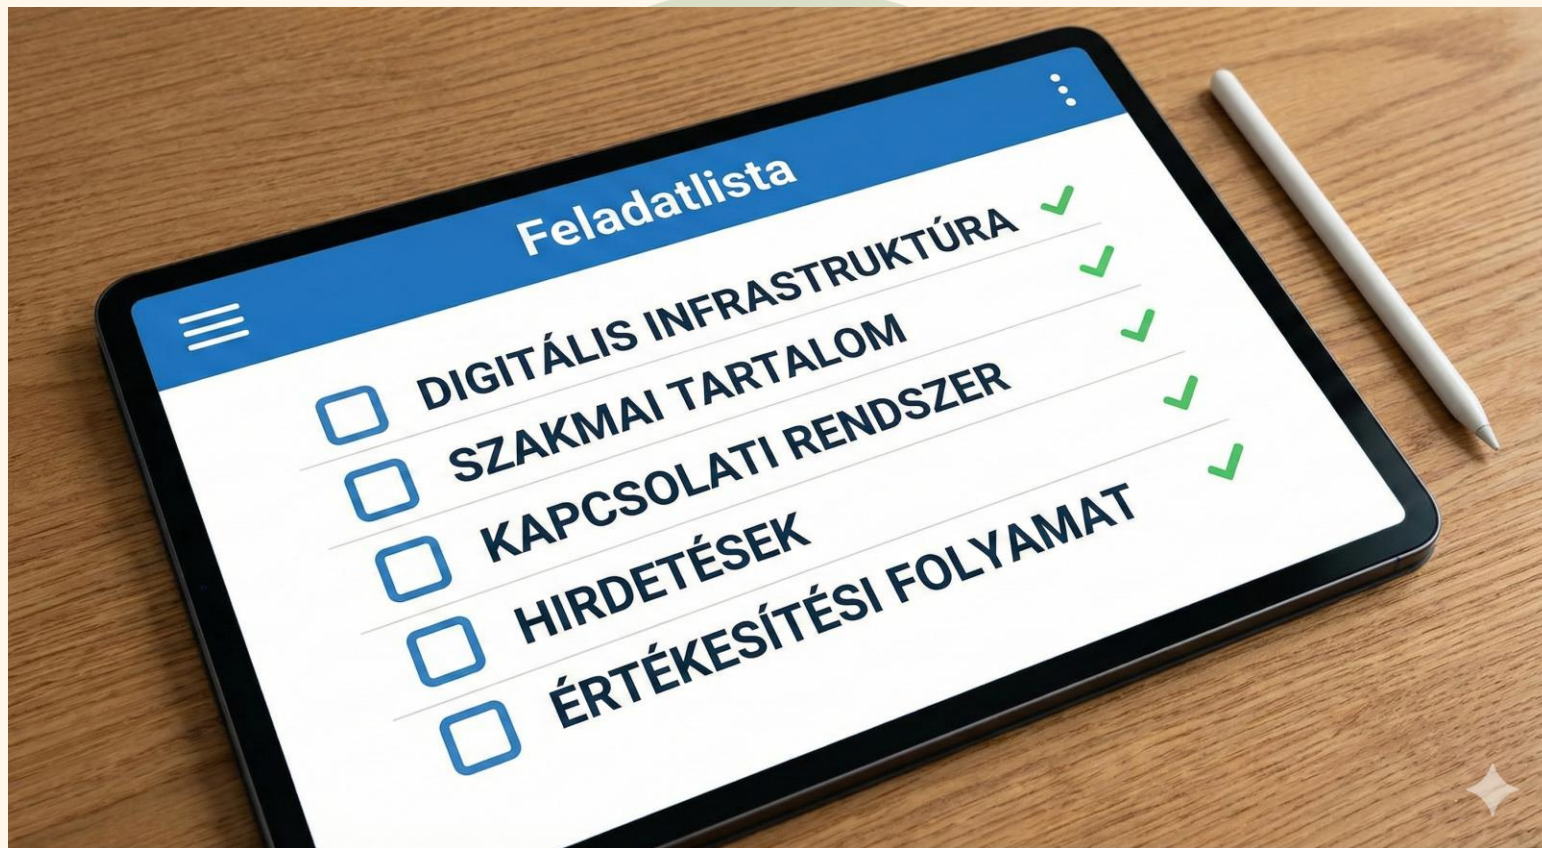 Feladatlista
DIGITÁLIS INFRASTRUKTÚRA
SZAKMAI TARTALOM
KAPCSOLATI RENDSZER
HIRDETÉSEK
ÉRTÉKESÍTÉSI FOLYAMAT